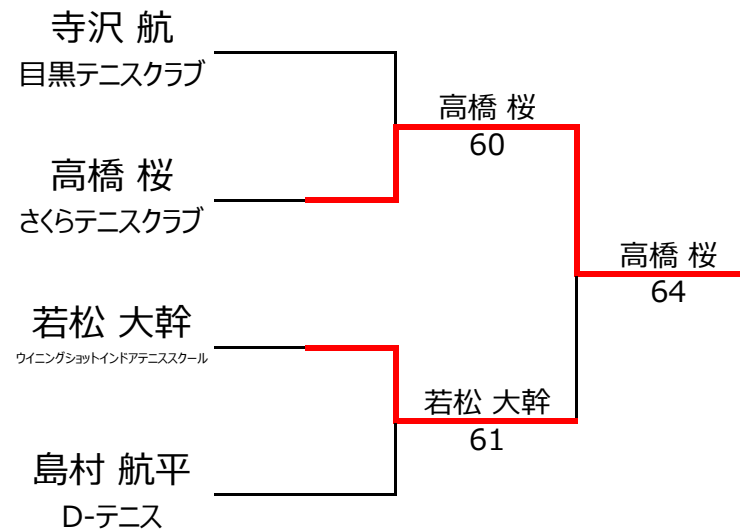 寺沢 航
目黒テニスクラブ
高橋 桜
60
高橋 桜
さくらテニスクラブ
高橋 桜
64
若松 大幹
ウイニングショットインドアテニススクール
若松 大幹
61
島村 航平
D-テニス